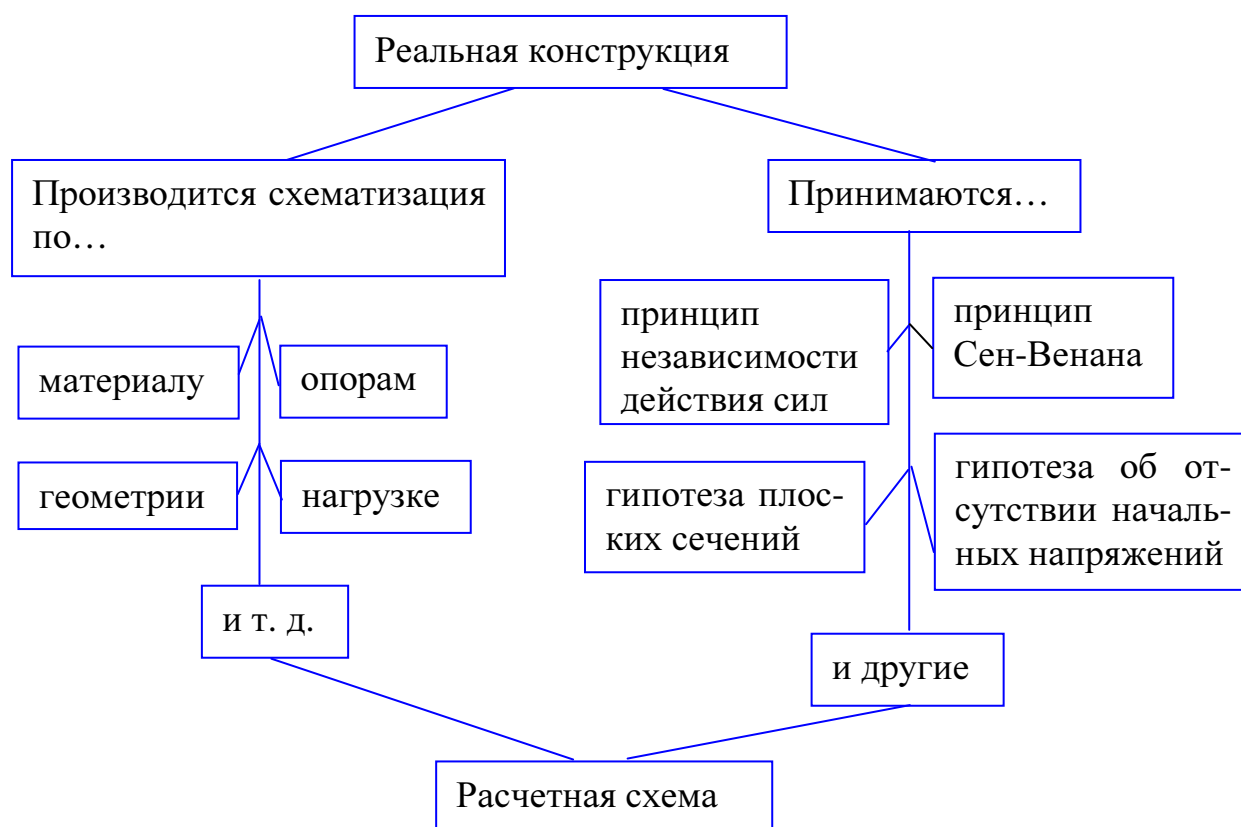 Реальная конструкция
Производится схематизация
по…
Принимаются…
материалу
опорам
геометрии
нагрузке
и т. д.
принцип
независимости
действия сил
принцип
Сен-Венана
гипотеза плос-
ких сечений
гипотеза об от-
сутствии началь-
ных напряжений
и другие
Расчетная схема